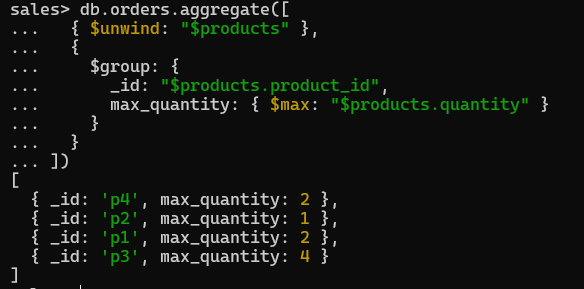 sales> db.orders.aggregate([
...   { $unwind: "$products" },
...   {
...     $group: {
...       _id: "$products.product_id",
...       max_quantity: { $max: "$products.quantity" }
...     }
...   }
... ])
[
  { _id: 'p4', max_quantity: 2 },
  { _id: 'p2', max_quantity: 1 },
  { _id: 'p1', max_quantity: 2 },
  { _id: 'p3', max_quantity: 4 }
]